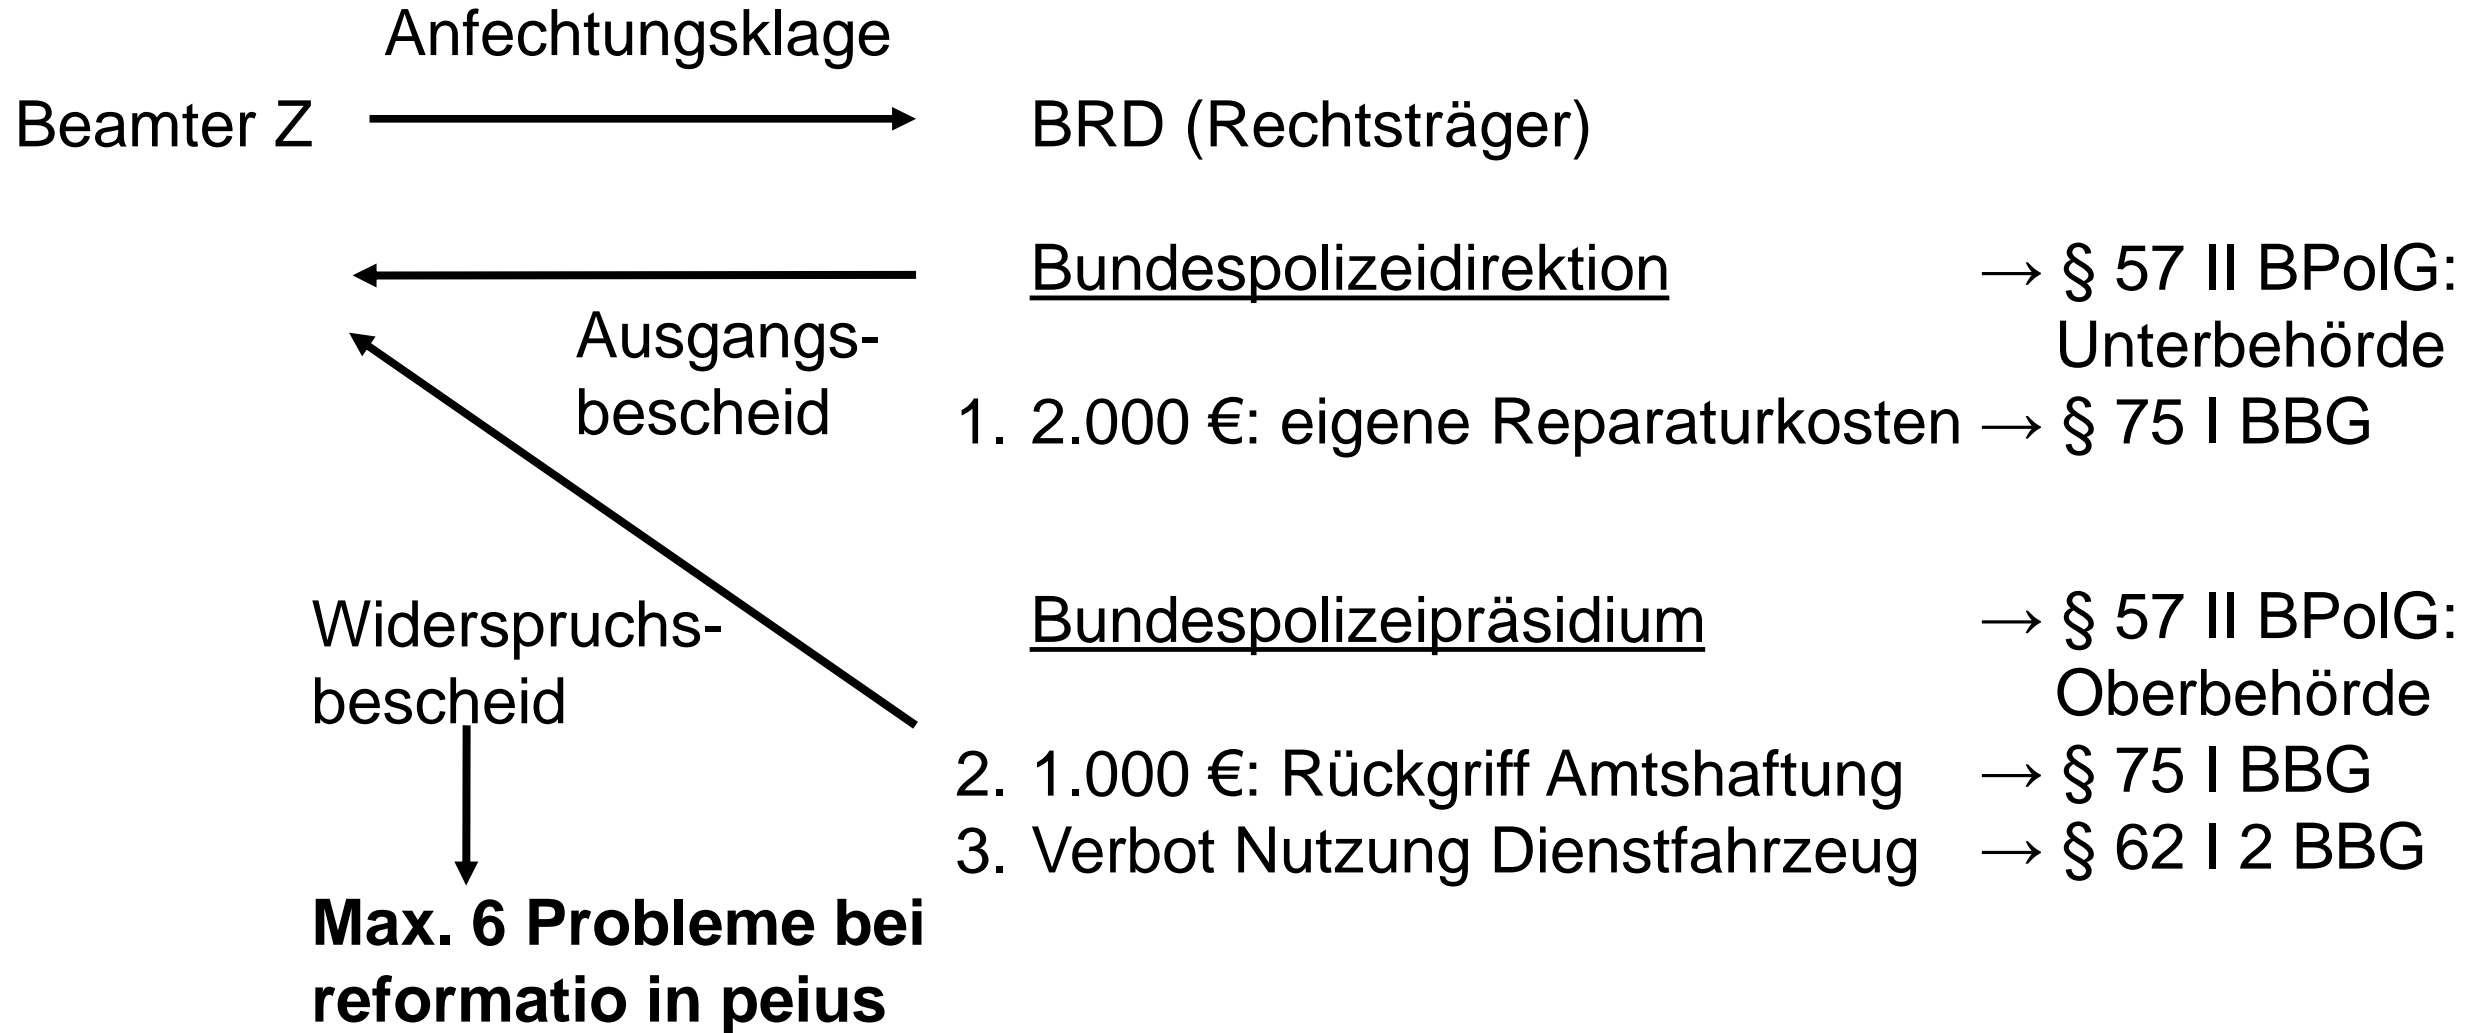 Anfechtungsklage
Beamter Z
BRD (Rechtsträger)
Bundespolizeidirektion → § 57 II BPolG:
Unterbehörde
Ausgangs-
bescheid
1. 2.000 €: eigene Reparaturkosten → § 75 I BBG
Bundespolizeipräsidium → § 57 II BPolG:
Oberbehörde
Widerspruchs-
bescheid
2. 1.000 €: Rückgriff Amtshaftung → § 75 I BBG
3. Verbot Nutzung Dienstfahrzeug → § 62 I 2 BBG
Max. 6 Probleme bei
reformatio in peius